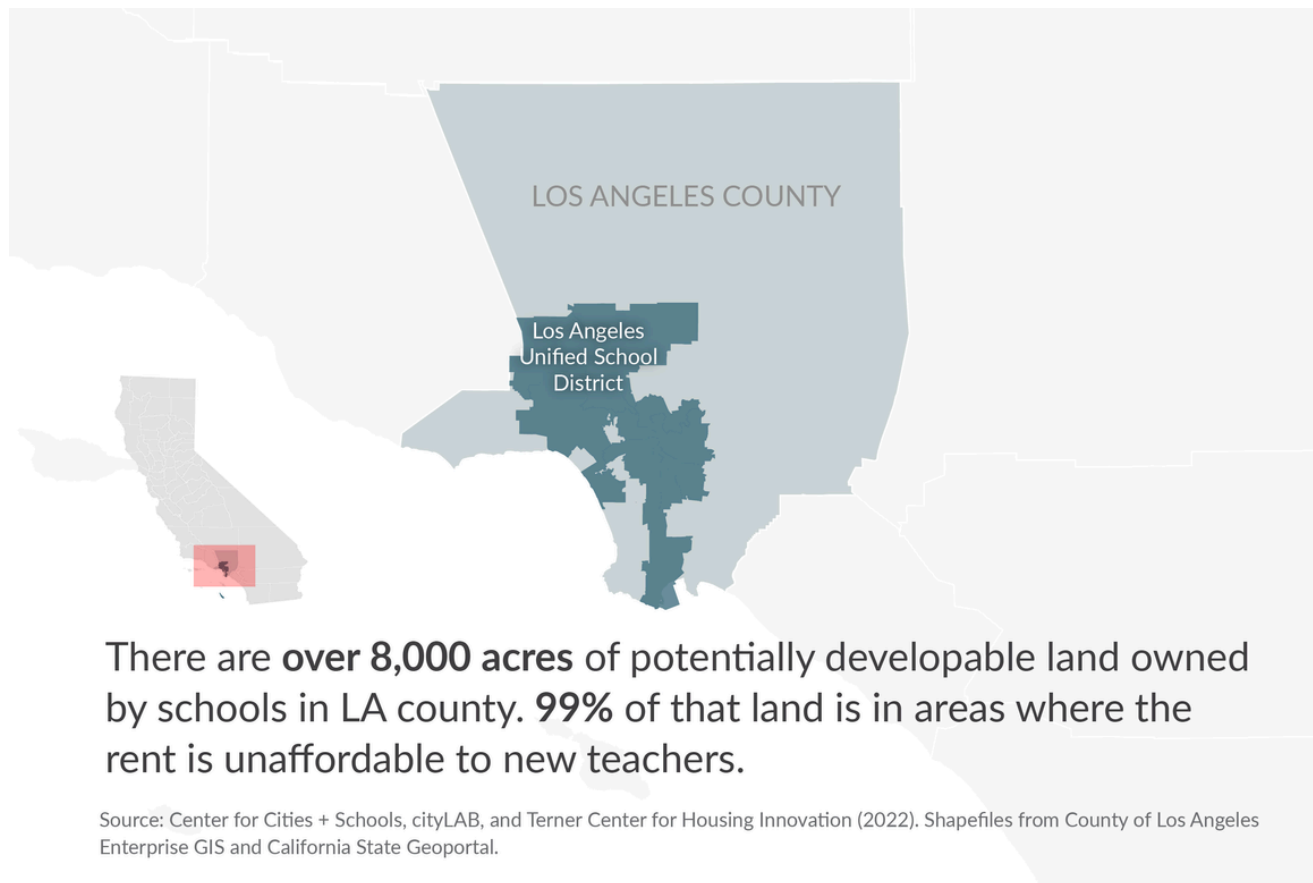 LOS ANGELES COUNTY
Los Angeles
Unified School
District
There are over 8,000 acres of potentially developable land owned
by schools in LA county. 99% of that land is in areas where the
rent is unaffordable to new teachers.
Source: Center for Cities + Schools, cityLAB, and Terner Center for Housing Innovation (2022). Shapefiles from County of Los Angeles
Enterprise GIS and California State Geoportal.